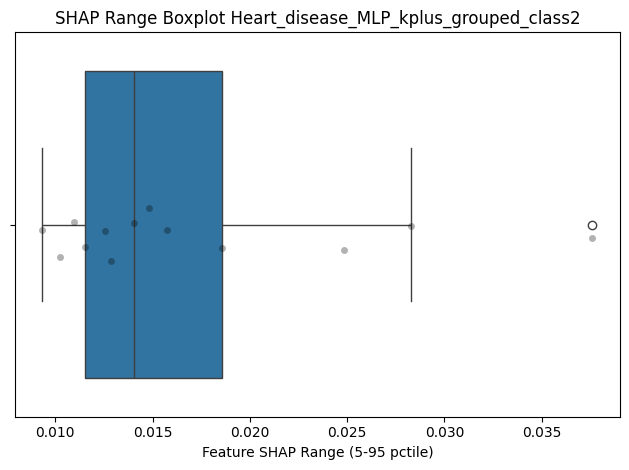 SHAP Range Boxplot Heart_disease_MLP_kplus_grouped_class2
0.010 0.015 0.020 0.025 0.030 0.035
Feature SHAP Range (5-95 pctile)